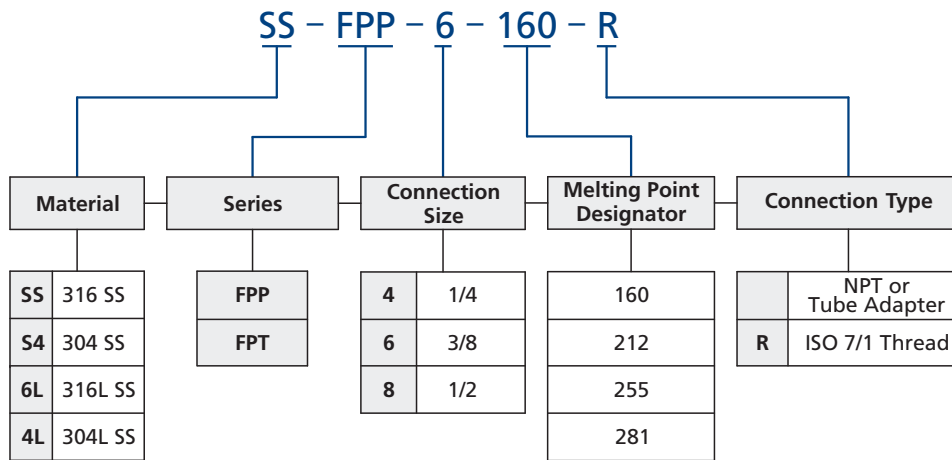 SS – FPP – 6 – 160 – R
Material
Series
Connection
Size
Melting Point
Designator
Connection Type
SS 316 SS
S4 304 SS
6L 316L SS
4L 304L SS
FPP
FPT
4 1/4
6 3/8
8 1/2
160
212
255
281
NPT or
Tube Adapter
R ISO 7/1 Thread